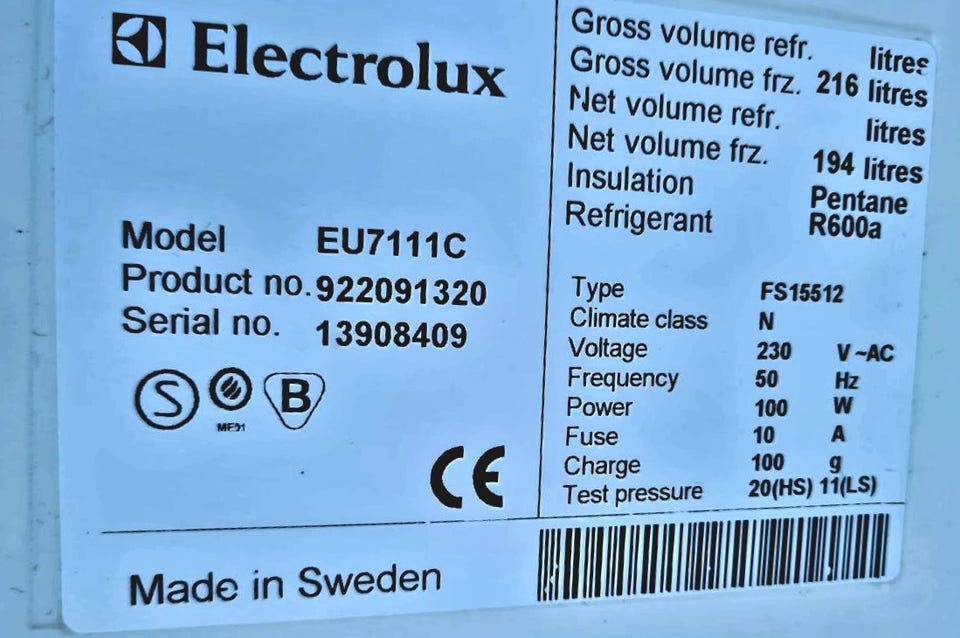 Electrolux
Model EU7111C
Product no. 922091320
Serial no. 13908409
S
B
CE
Made in Sweden
Gross volume refr. litres
Gross volume frz. 216 litres
Net volume refr. litres
Net volume frz. 194 litres
Insulation Pentane
Refrigerant R600a
Type FS15512
Climate class N
Voltage 230 V ~AC
Frequency 50 Hz
Power 100 W
Fuse 10 A
Charge 100 g
Test pressure 20(HS) 11(LS)